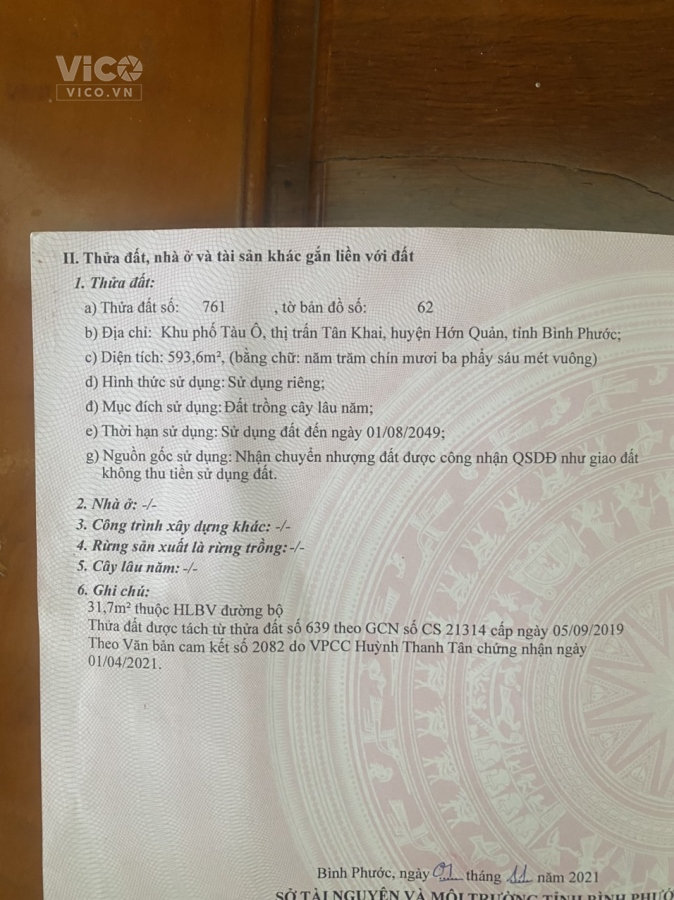 VICO
VICO.VN
II. Thửa đất, nhà ở và tài sản khác gắn liền với đất
1. Thửa đất:
a) Thửa đất số: 761 , tờ bản đồ số: 62
b) Địa chỉ: Khu phố Tàu Ô, thị trấn Tân Khai, huyện Hớn Quản, tỉnh Bình Phước;
c) Diện tích: 593,6m², (bằng chữ: năm trăm chín mươi ba phẩy sáu mét vuông)
d) Hình thức sử dụng: Sử dụng riêng;
đ) Mục đích sử dụng: Đất trồng cây lâu năm;
e) Thời hạn sử dụng: Sử dụng đất đến ngày 01/08/2049;
g) Nguồn gốc sử dụng: Nhận chuyển nhượng đất được công nhận QSDĐ như giao đất
không thu tiền sử dụng đất.
2. Nhà ở: -/-
3. Công trình xây dựng khác: -/-
4. Rừng sản xuất là rừng trồng: -/-
5. Cây lâu năm: -/-
6. Ghi chú:
31,7m² thuộc HLBV đường bộ
Thửa đất được tách từ thửa đất số 639 theo GCN số CS 21314 cấp ngày 05/09/2019
Theo Văn bản cam kết số 2082 do VPCC Huỳnh Thanh Tân chứng nhận ngày
01/04/2021.
Bình Phước, ngày 01 tháng 11 năm 2021
SỞ TÀI NGUYÊN VÀ MÔI TRƯỜNG TỈNH BÌNH PHƯỚ